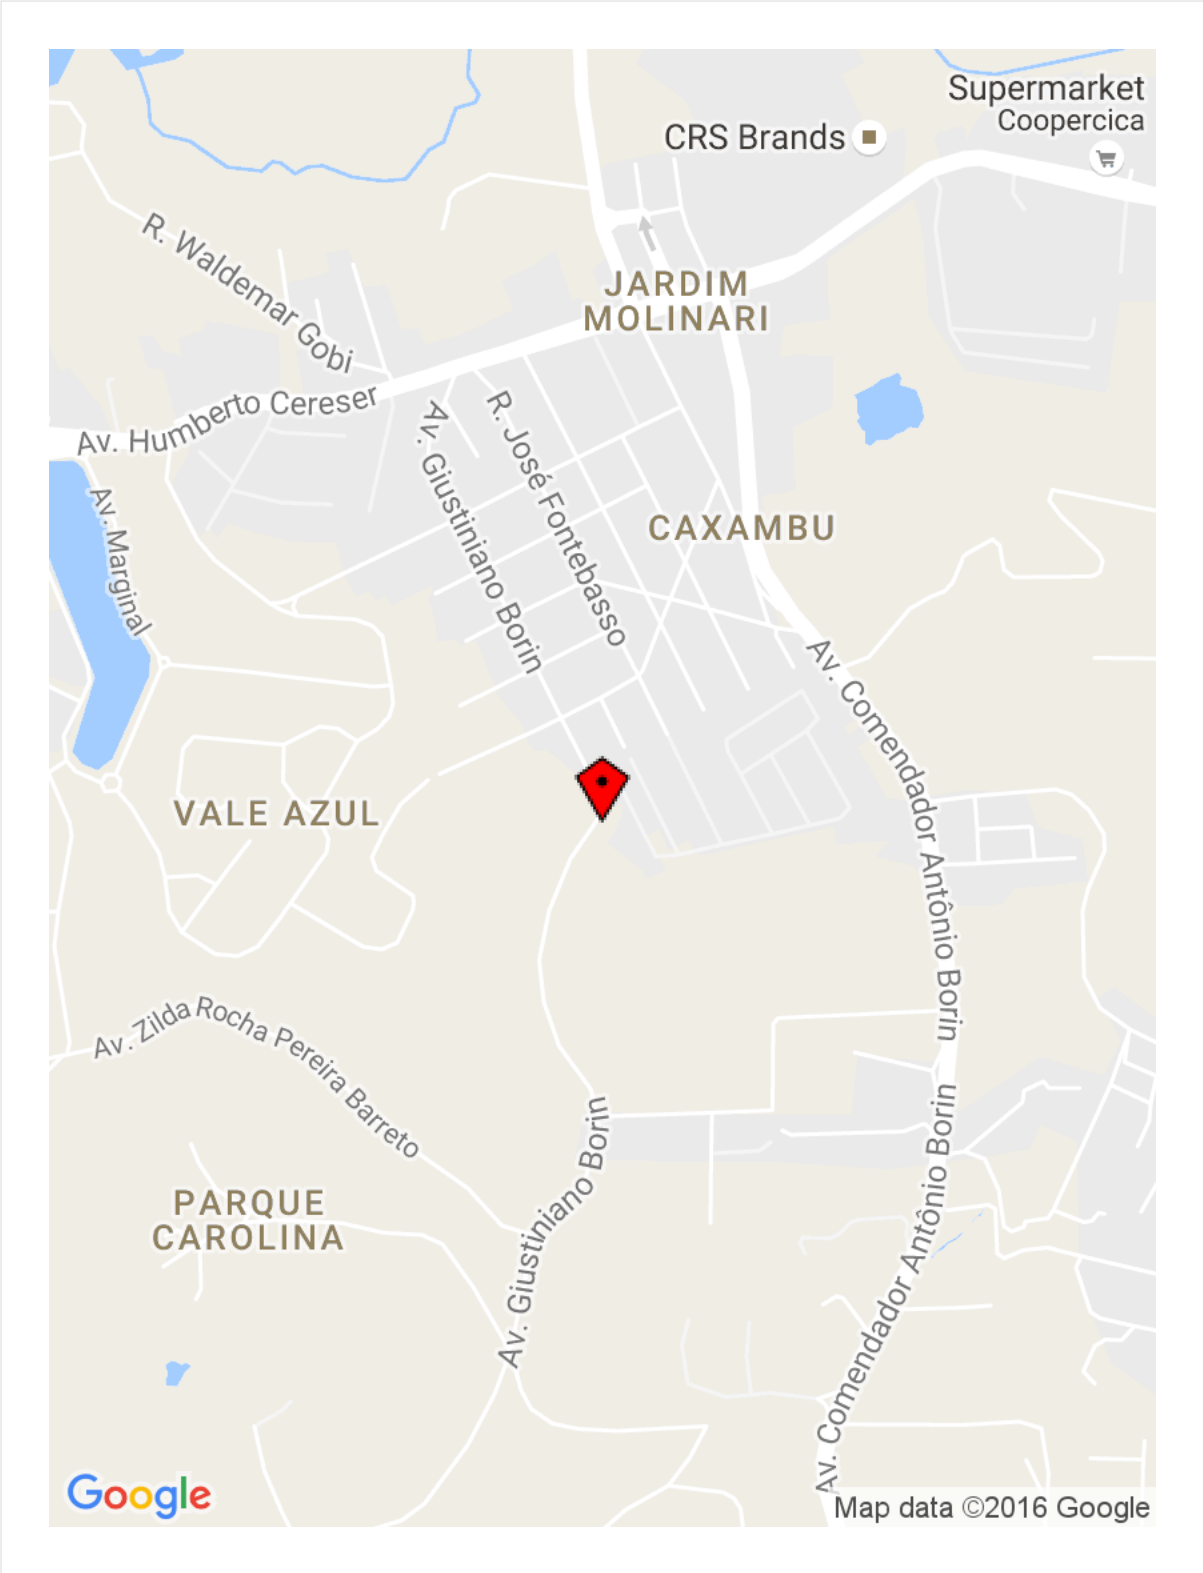 Supermarket
Coopercica
CRS Brands
R. Waldemar Gobi
JARDIM
MOLINARI
Av. Humberto Cereser
Av. Giustiniano Borin
R. José Fontebasso
Av. Marginal
CAXAMBU
Av. Comendador Antônio Borin
VALE AZUL
Av. Zilda Rocha Pereira Barreto
Av. Giustiniano Borin
Av. Comendador Antônio Borin
PARQUE
CAROLINA
Google
Map data ©2016 Google